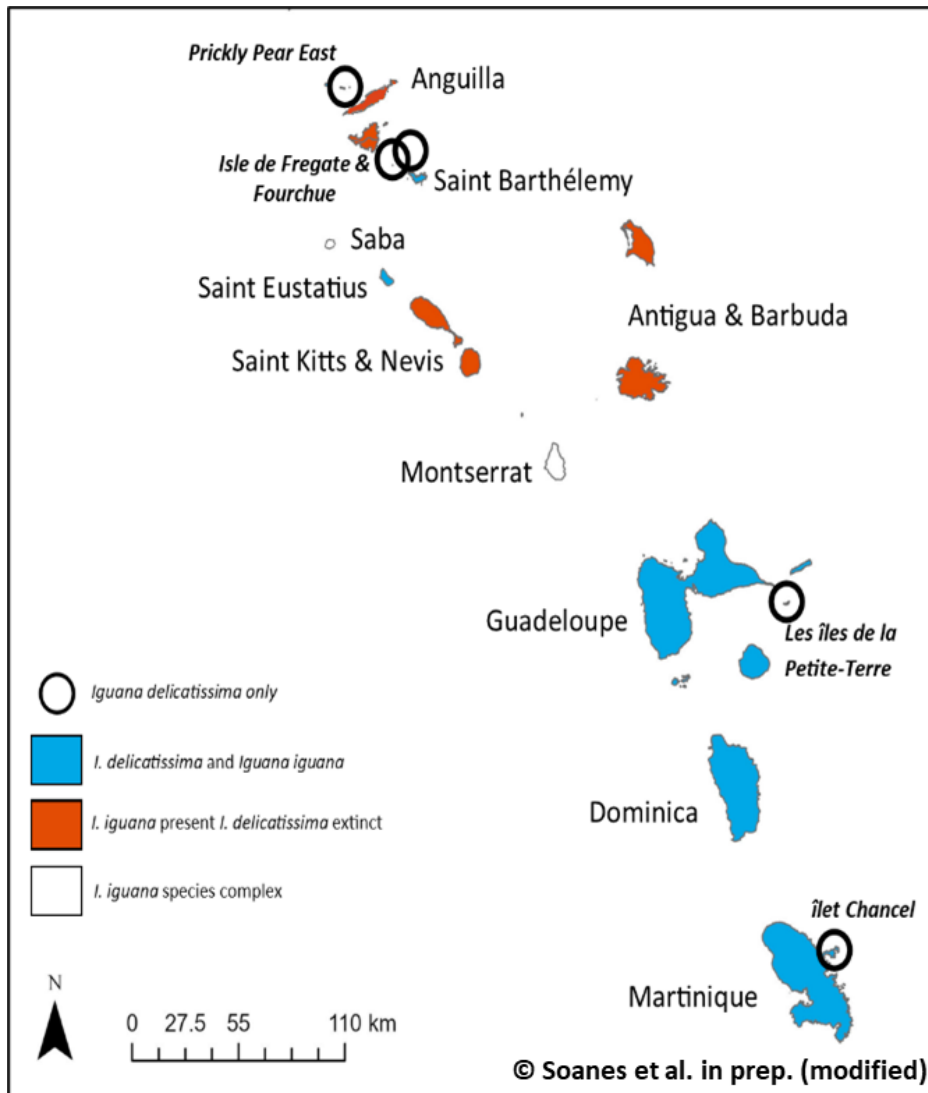 Prickly Pear East
Anguilla
Isle de Fregate &
Fourchue
Saint Barthélemy
Saba
Saint Eustatius
Antigua & Barbuda
Saint Kitts & Nevis
Montserrat
Guadeloupe
Les îles de la
Petite-Terre
Iguana delicatissima only
I. delicatissima and Iguana iguana
Dominica
I. iguana present I. delicatissima extinct
I. iguana species complex
îlet Chancel
N
Martinique
0 27.5 55 110 km
© Soanes et al. in prep. (modified)